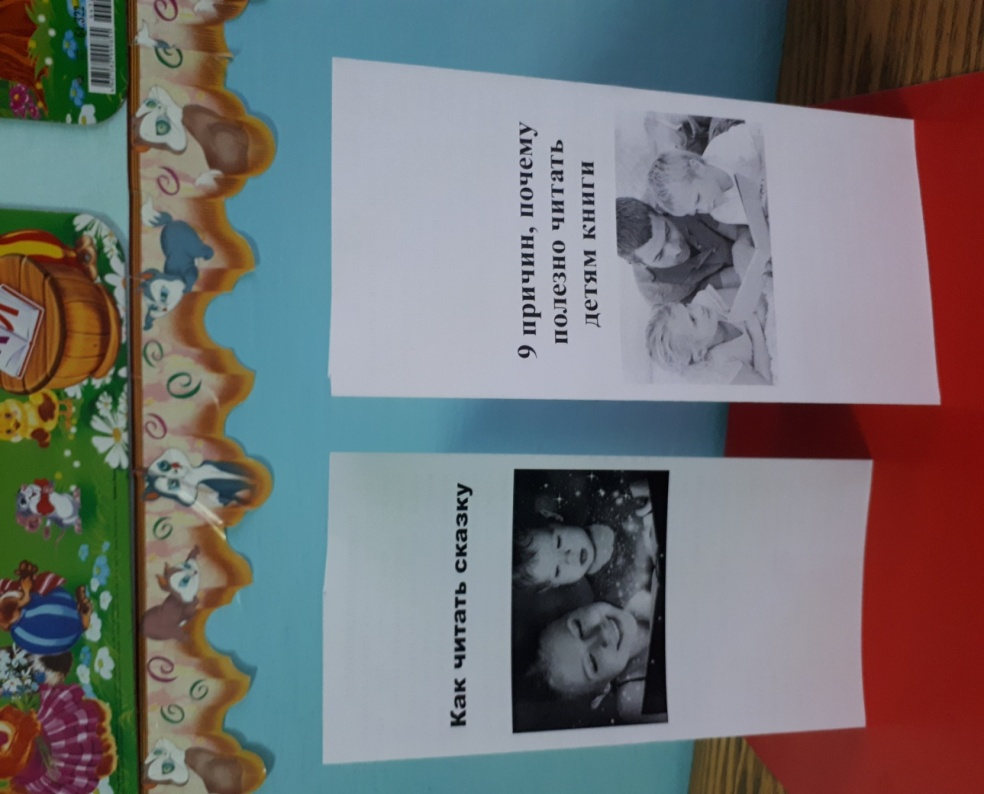 Как читать сказку
9 причин, почему
полезно читать
детям книги